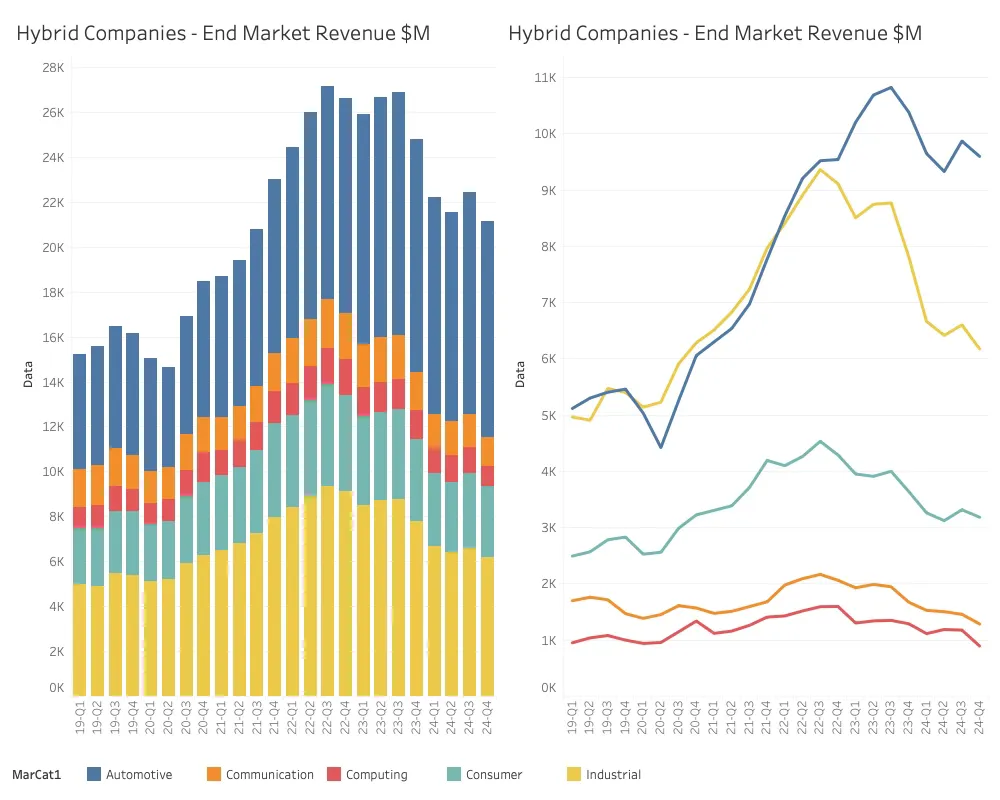 Hybrid Companies - End Market Revenue $M
28K
26K
24K
22K
20K
18K
16K
14K
12K
10K
8K
6K
4K
2K
0K
Data
19-Q1
19-Q2
19-Q3
19-Q4
20-Q1
20-Q2
20-Q3
20-Q4
21-Q1
21-Q2
21-Q3
21-Q4
22-Q1
22-Q2
22-Q3
22-Q4
23-Q1
23-Q2
23-Q3
23-Q4
24-Q1
24-Q2
24-Q3
24-Q4
Hybrid Companies - End Market Revenue $M
11K
10K
9K
8K
7K
6K
5K
4K
3K
2K
1K
0K
Data
19-Q1
19-Q2
19-Q3
19-Q4
20-Q1
20-Q2
20-Q3
20-Q4
21-Q1
21-Q2
21-Q3
21-Q4
22-Q1
22-Q2
22-Q3
22-Q4
23-Q1
23-Q2
23-Q3
23-Q4
24-Q1
24-Q2
24-Q3
24-Q4
MarCat1 Automotive Communication Computing Consumer Industrial